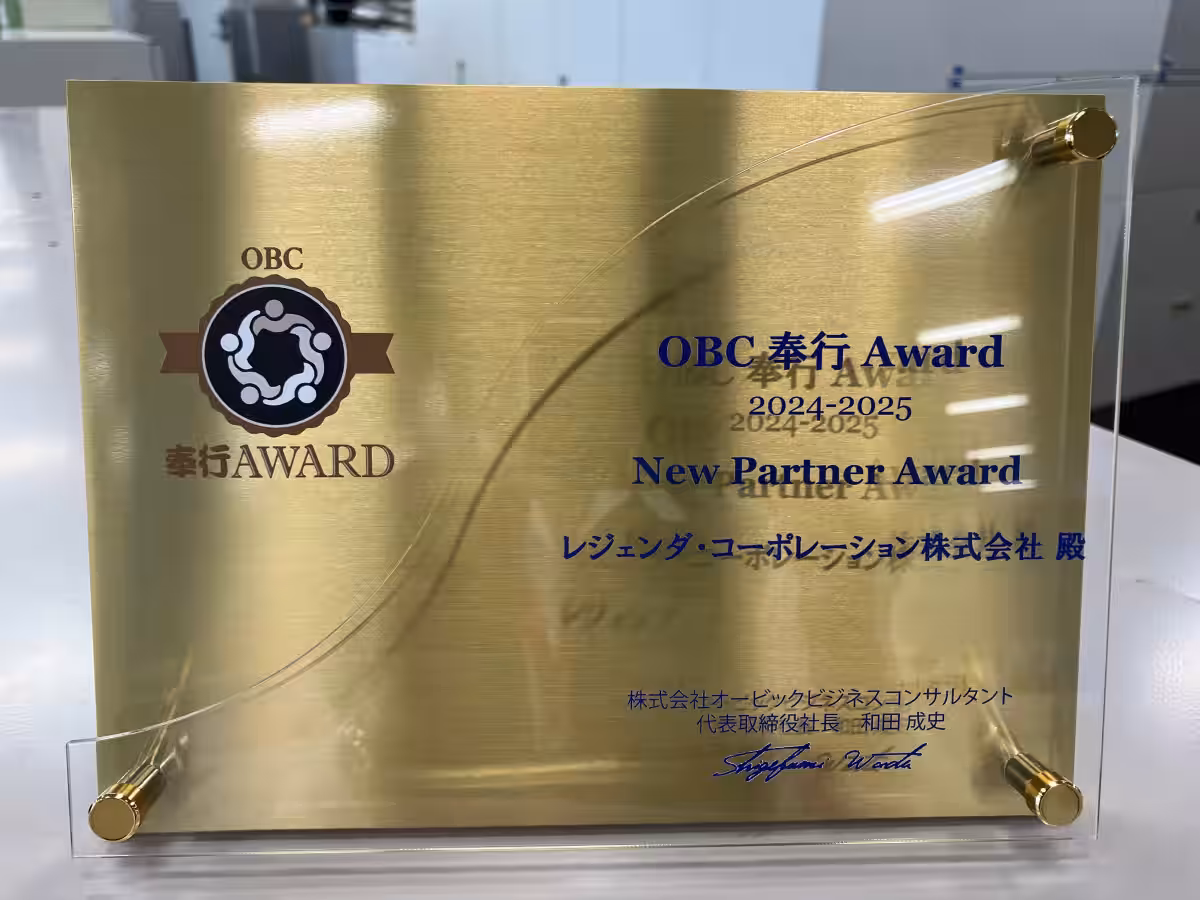 OBC
奉行AWARD
OBC 奉行 Award
2024-2025
New Partner Award
レジェンダ・コーポレーション株式会社 殿
株式会社オービックビジネスコンサルタント
代表取締役社長 和田 成史
Shigefumi Wada